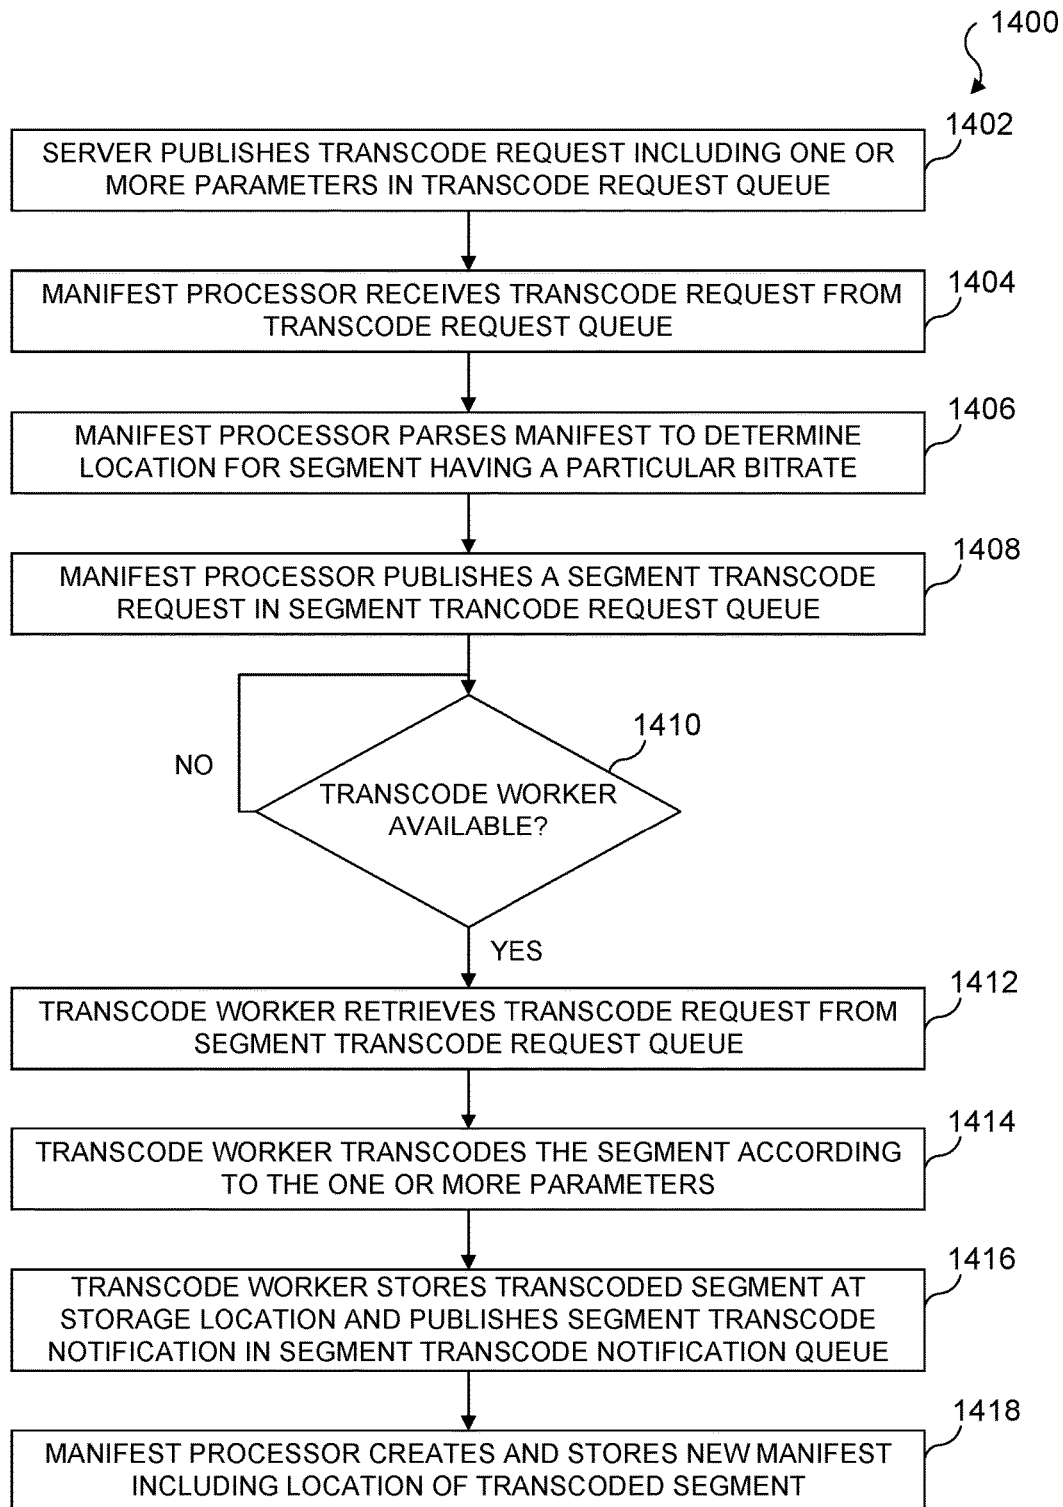 1400
1402
SERVER PUBLISHES TRANSCODE REQUEST INCLUDING ONE OR
MORE PARAMETERS IN TRANSCODE REQUEST QUEUE
1404
MANIFEST PROCESSOR RECEIVES TRANSCODE REQUEST FROM
TRANSCODE REQUEST QUEUE
1406
MANIFEST PROCESSOR PARSES MANIFEST TO DETERMINE
LOCATION FOR SEGMENT HAVING A PARTICULAR BITRATE
1408
MANIFEST PROCESSOR PUBLISHES A SEGMENT TRANSCODE
REQUEST IN SEGMENT TRANCODE REQUEST QUEUE
1410
NO
TRANSCODE WORKER
AVAILABLE?
YES
1412
TRANSCODE WORKER RETRIEVES TRANSCODE REQUEST FROM
SEGMENT TRANSCODE REQUEST QUEUE
1414
TRANSCODE WORKER TRANSCODES THE SEGMENT ACCORDING
TO THE ONE OR MORE PARAMETERS
1416
TRANSCODE WORKER STORES TRANSCODED SEGMENT AT
STORAGE LOCATION AND PUBLISHES SEGMENT TRANSCODE
NOTIFICATION IN SEGMENT TRANSCODE NOTIFICATION QUEUE
1418
MANIFEST PROCESSOR CREATES AND STORES NEW MANIFEST
INCLUDING LOCATION OF TRANSCODED SEGMENT